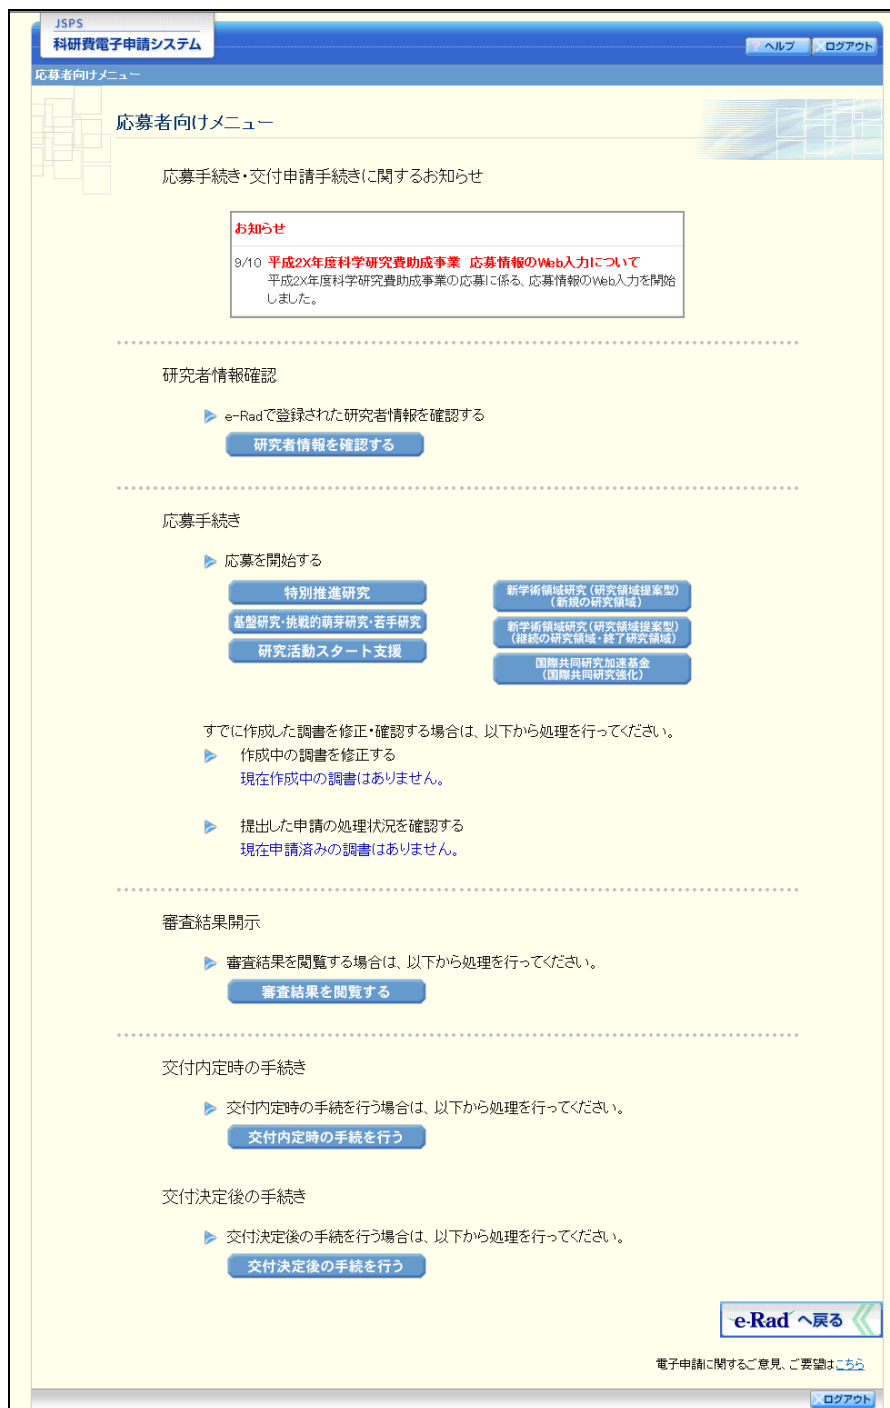 JSPS
科研費電子申請システム
? ヘルプ
×ログアウト
応募者向けメニュー
応募者向けメニュー
応募手続き・交付申請手続きに関するお知らせ
お知らせ
9/10 平成2X年度科学研究費助成事業 応募情報のWeb入力について
平成2X年度科学研究費助成事業の応募に係る、応募情報のWeb入力を開始
しました。
研究者情報確認
e-Radで登録された研究者情報を確認する
研究者情報を確認する
応募手続き
応募を開始する
特別推進研究
基盤研究・挑戦的萌芽研究・若手研究
研究活動スタート支援
新学術領域研究(研究領域提案型)
(新規の研究領域)
新学術領域研究(研究領域提案型)
(継続の研究領域・終了研究領域)
国際共同研究加速基金
(国際共同研究強化)
すでに作成した調書を修正・確認する場合は、以下から処理を行ってください。
作成中の調書を修正する
現在作成中の調書はありません。
提出した申請の処理状況を確認する
現在申請済みの調書はありません。
審査結果開示
審査結果を閲覧する場合は、以下から処理を行ってください。
審査結果を閲覧する
交付内定時の手続き
交付内定時の手続を行う場合は、以下から処理を行ってください。
交付内定時の手続を行う
交付決定後の手続き
交付決定後の手続を行う場合は、以下から処理を行ってください。
交付決定後の手続を行う
e-Rad へ戻る
電子申請に関するご意見、ご要望はこちら
×ログアウト